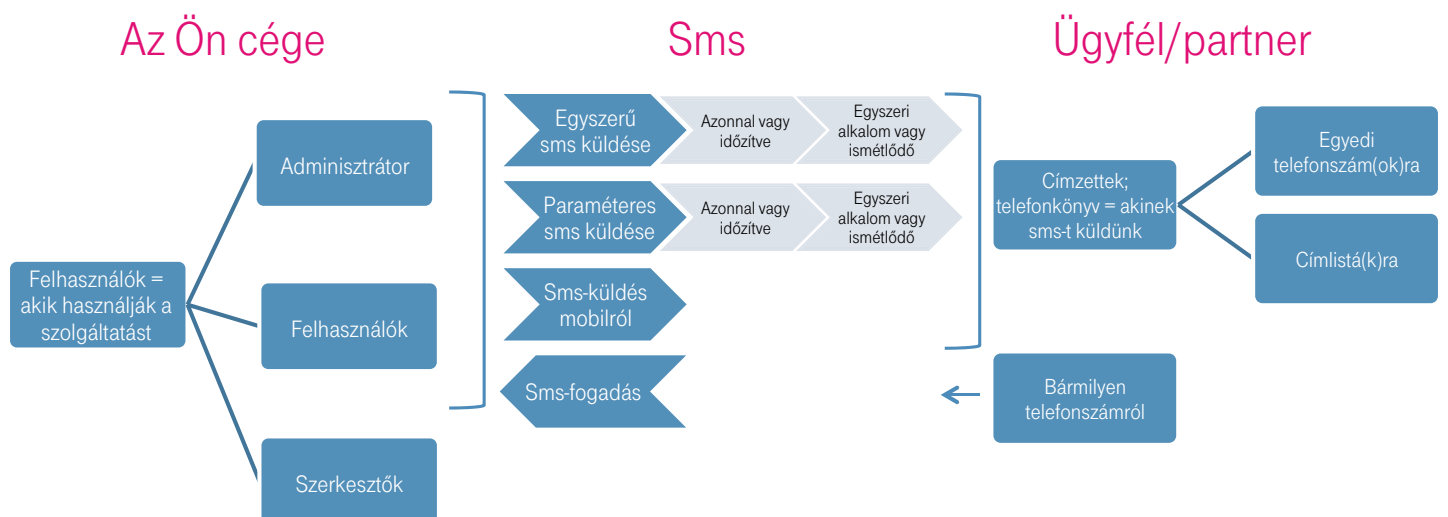 Az Ön cége
Sms
Ügyfél/partner
Felhasználók =
akik használják a
szolgáltatást
Adminisztrátor
Felhasználók
Szerkesztők
Egyszerű
sms küldése
Azonnal vagy
időzítve
Egyszeri
alkalom vagy
ismétlődő
Paraméteres
sms küldése
Azonnal vagy
időzítve
Egyszeri
alkalom vagy
ismétlődő
Sms-küldés
mobilról
Sms-fogadás
Címzettek;
telefonkönyv = akinek
sms-t küldünk
Egyedi
telefonszám(ok)ra
Címlistá(k)ra
Bármilyen
telefonszámról